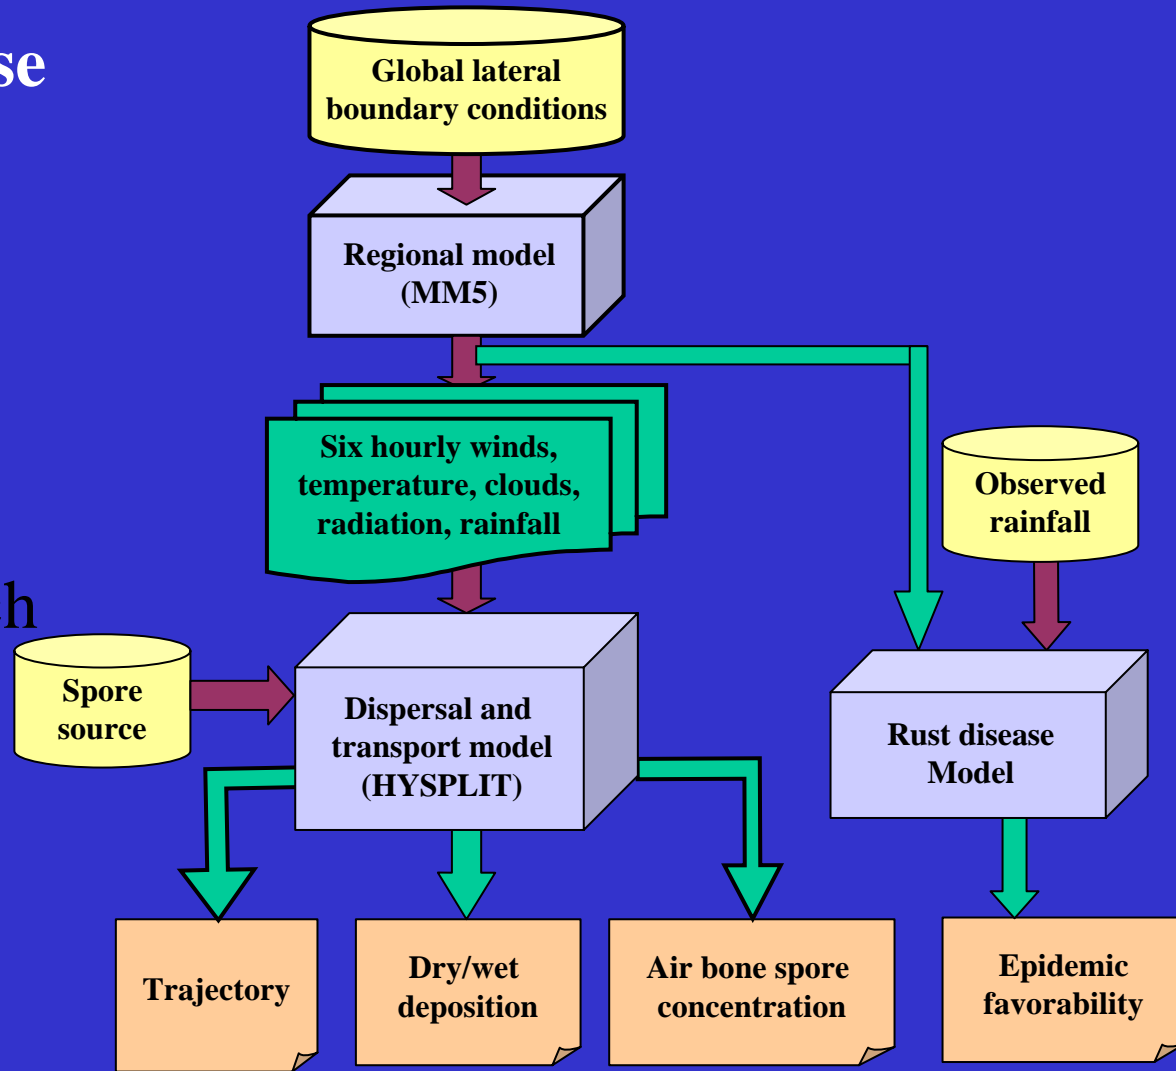 se
Global lateral
boundary conditions
Regional model
(MM5)
Six hourly winds,
temperature, clouds,
radiation, rainfall
Observed
rainfall
h
Spore
source
Dispersal and
transport model
(HYSPLIT)
Rust disease
Model
Trajectory
Dry/wet
deposition
Air bone spore
concentration
Epidemic
favorability